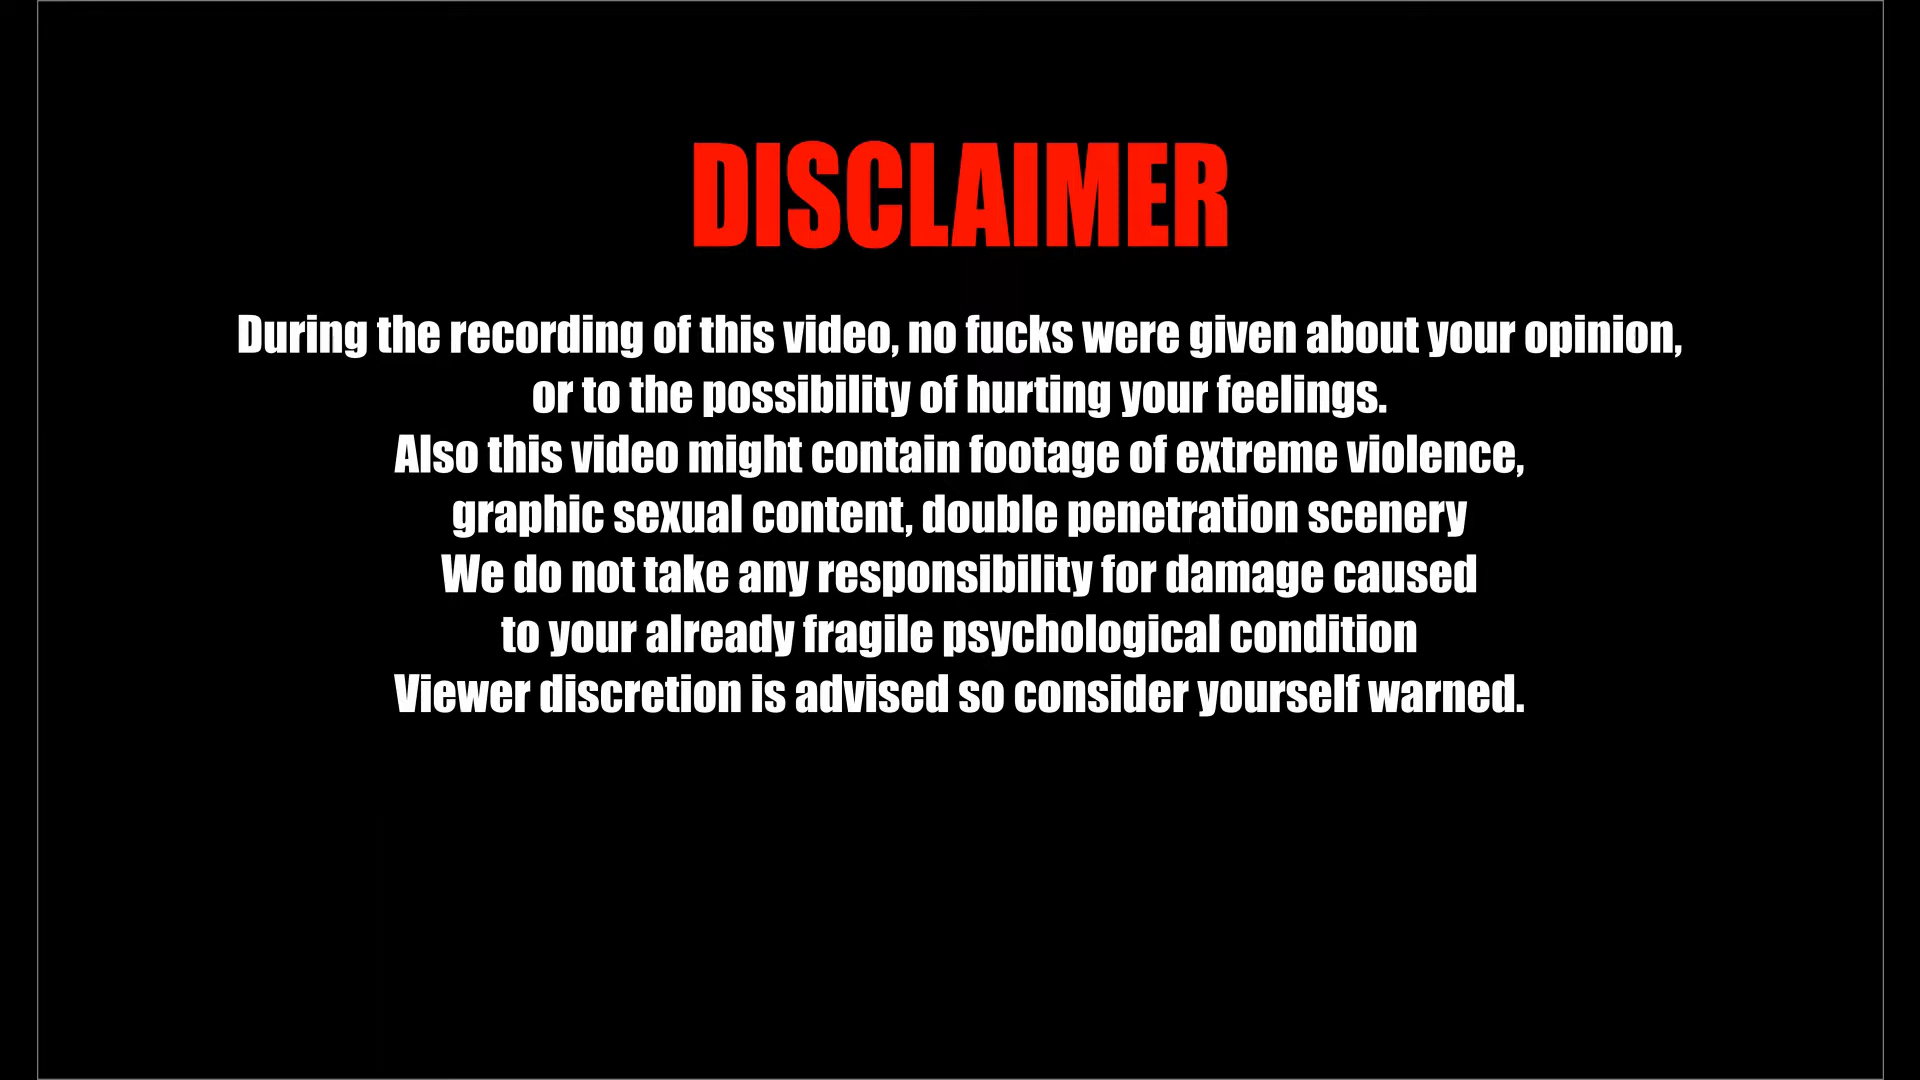 DISCLAIMER
During the recording of this video, no fucks were given about your opinion,
or to the possibility of hurting your feelings.
Also this video might contain footage of extreme violence,
graphic sexual content, double penetration scenery
We do not take any responsibility for damage caused
to your already fragile psychological condition
Viewer discretion is advised so consider yourself warned.